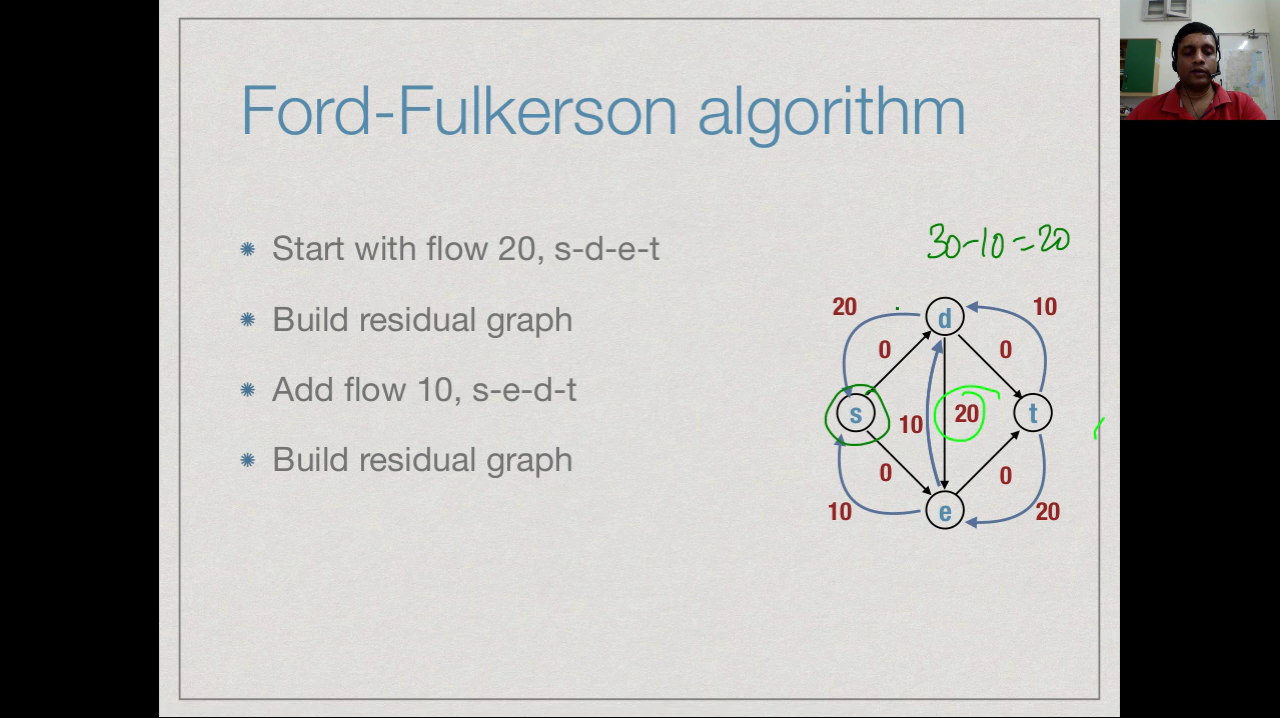 Ford-Fulkerson algorithm
Start with flow 20, s-d-e-t
Build residual graph
Add flow 10, s-e-d-t
Build residual graph
30-10=20
20 d 10
0 0
s 10 20 t
0 0
10 e 20